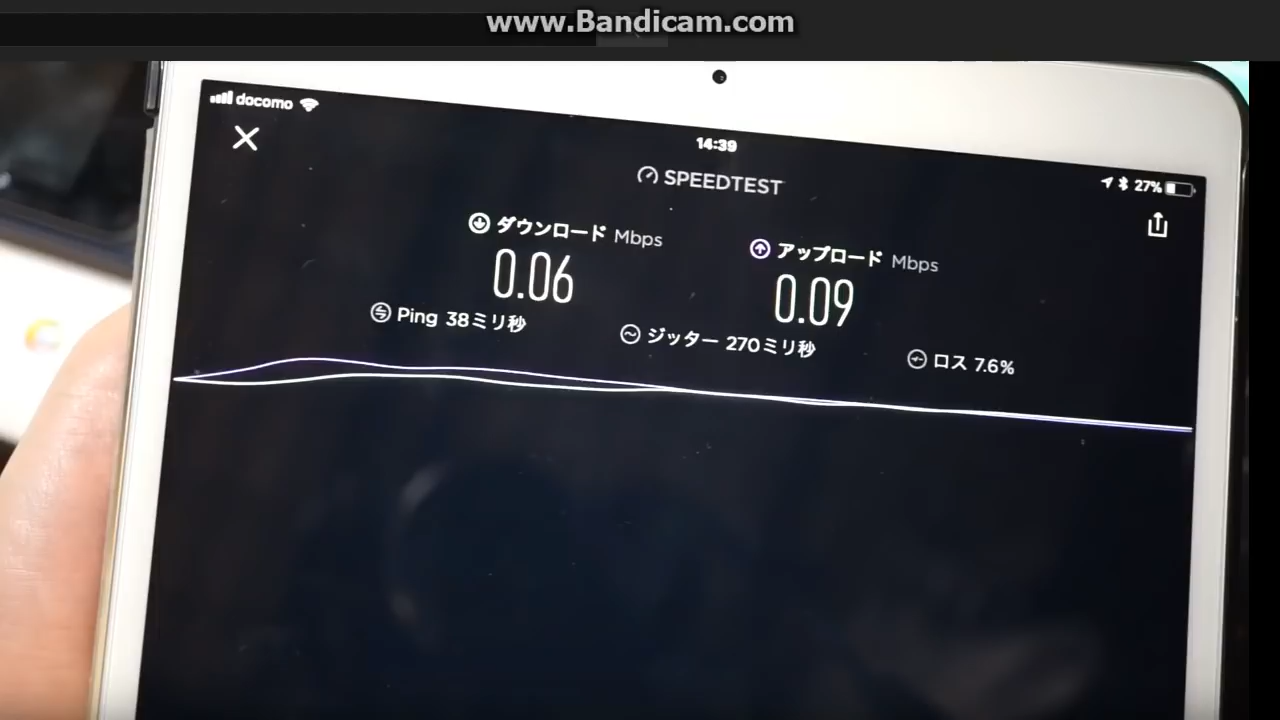 www.Bandicam.com
docomo
14:39
27%
SPEEDTEST
ダウンロード Mbps
0.06
アップロード Mbps
0.09
Ping 38ミリ秒
ジッター 270ミリ秒
ロス 7.6%